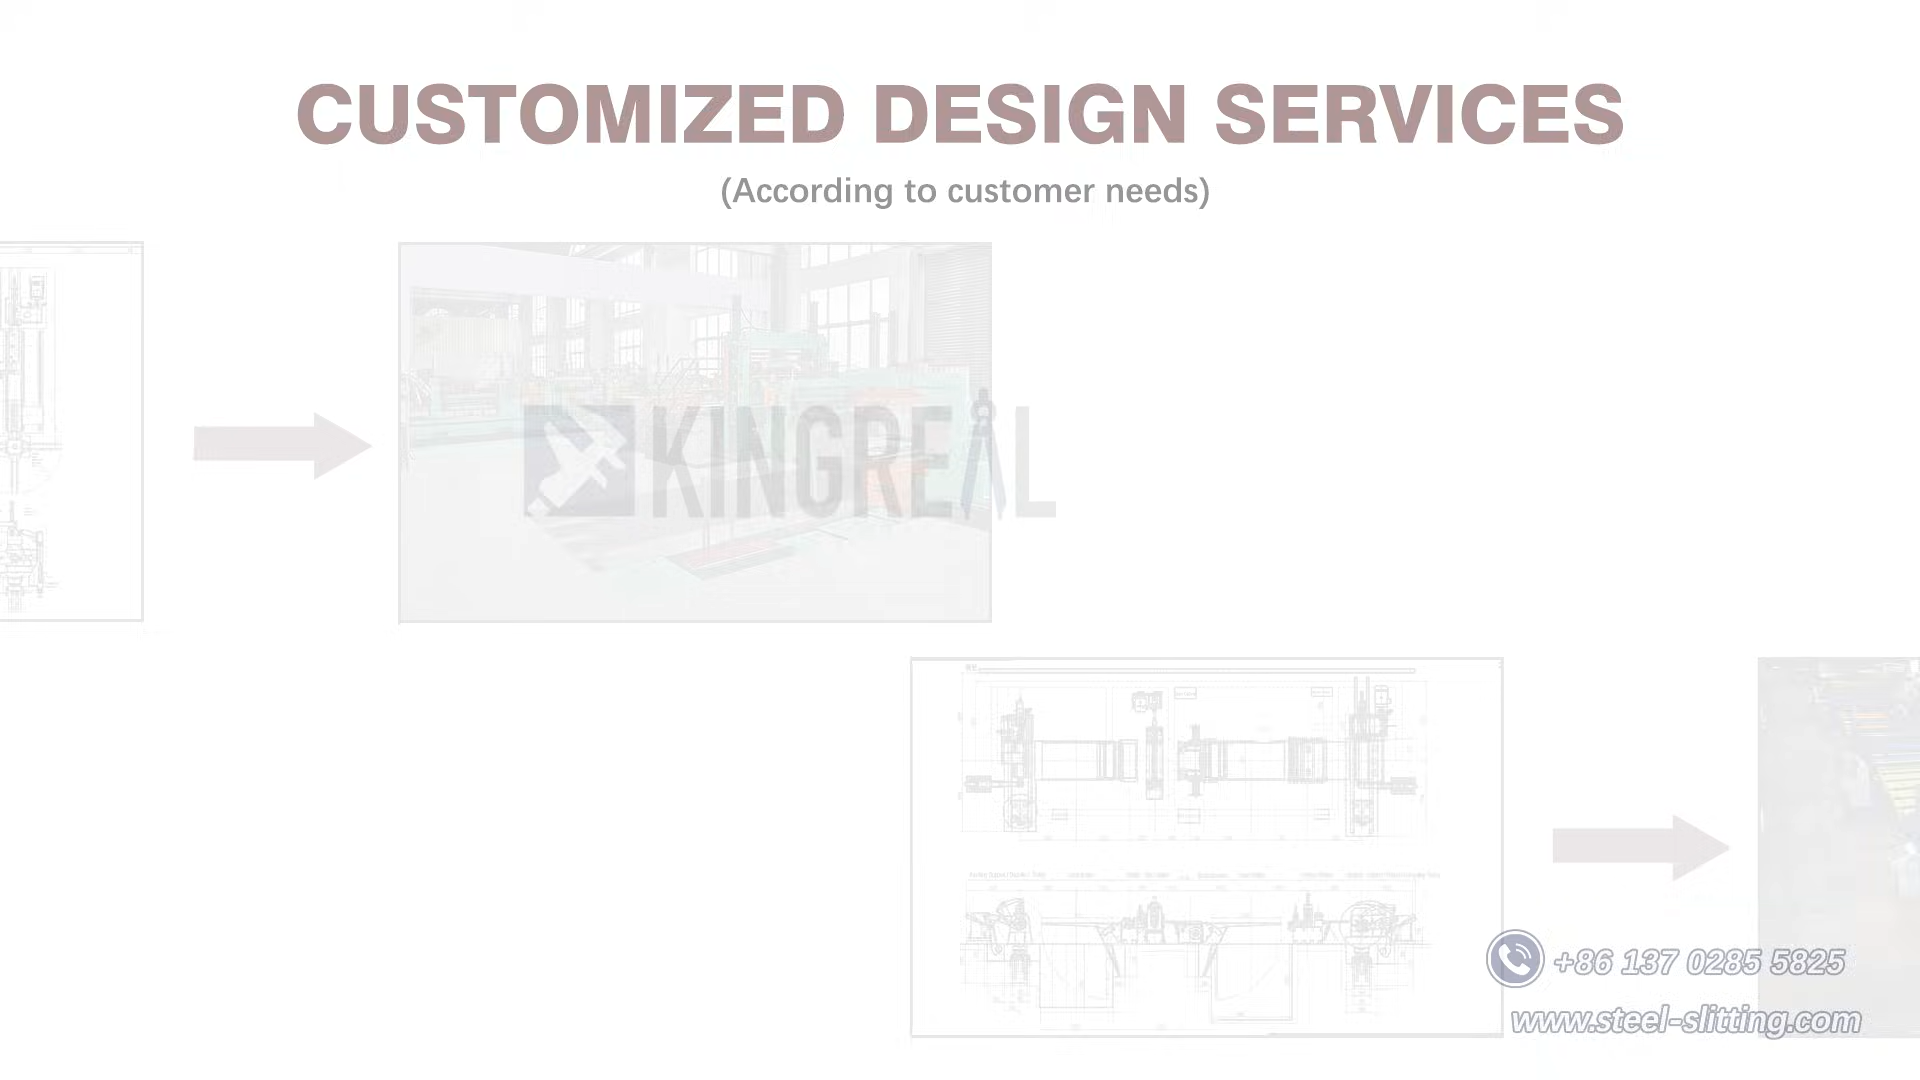 CUSTOMIZED DESIGN SERVICES
(According to customer needs)
KINGREAL
+86 137 0285 5825
www.steel-slitting.com